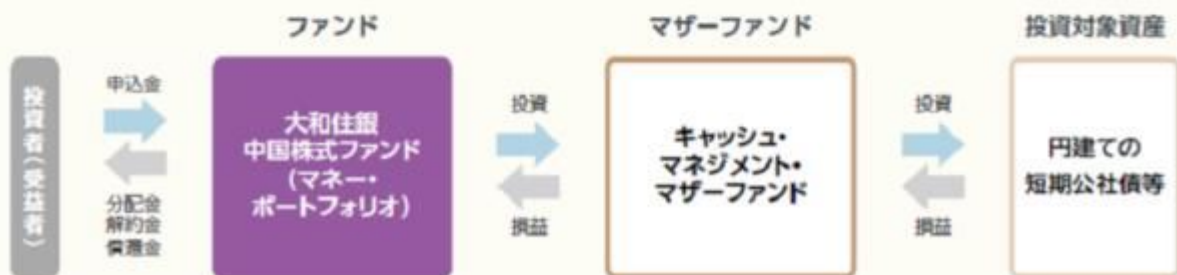 ファンド
マザーファンド
投資対象資産
投資者(受益者)
申込金
分配金
解約金
償還金
大和住銀
中国株式ファンド
(マネー・
ポートフォリオ)
投資
損益
キャッシュ・
マネジメント・
マザーファンド
投資
損益
円建ての
短期公社債等